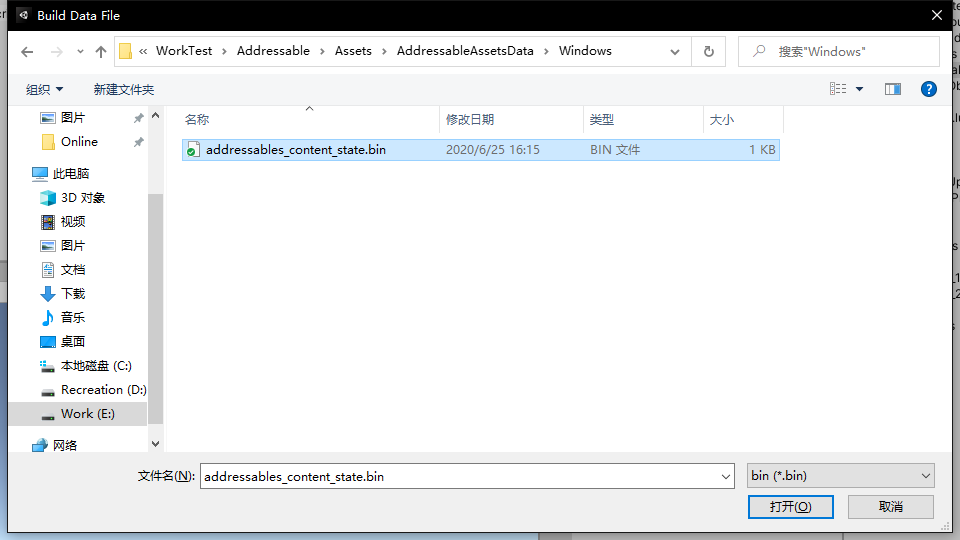 Build Data File
« WorkTest › Addressable › Assets › AddressableAssetsData › Windows
搜索"Windows"
组织
新建文件夹
名称
修改日期
类型
大小
addressables_content_state.bin
2020/6/25 16:15
BIN 文件
1 KB
图片
Online
此电脑
3D 对象
视频
图片
文档
下载
音乐
桌面
本地磁盘 (C:)
Recreation (D:)
Work (E:)
网络
文件名(N):
addressables_content_state.bin
bin (*.bin)
打开(O)
取消